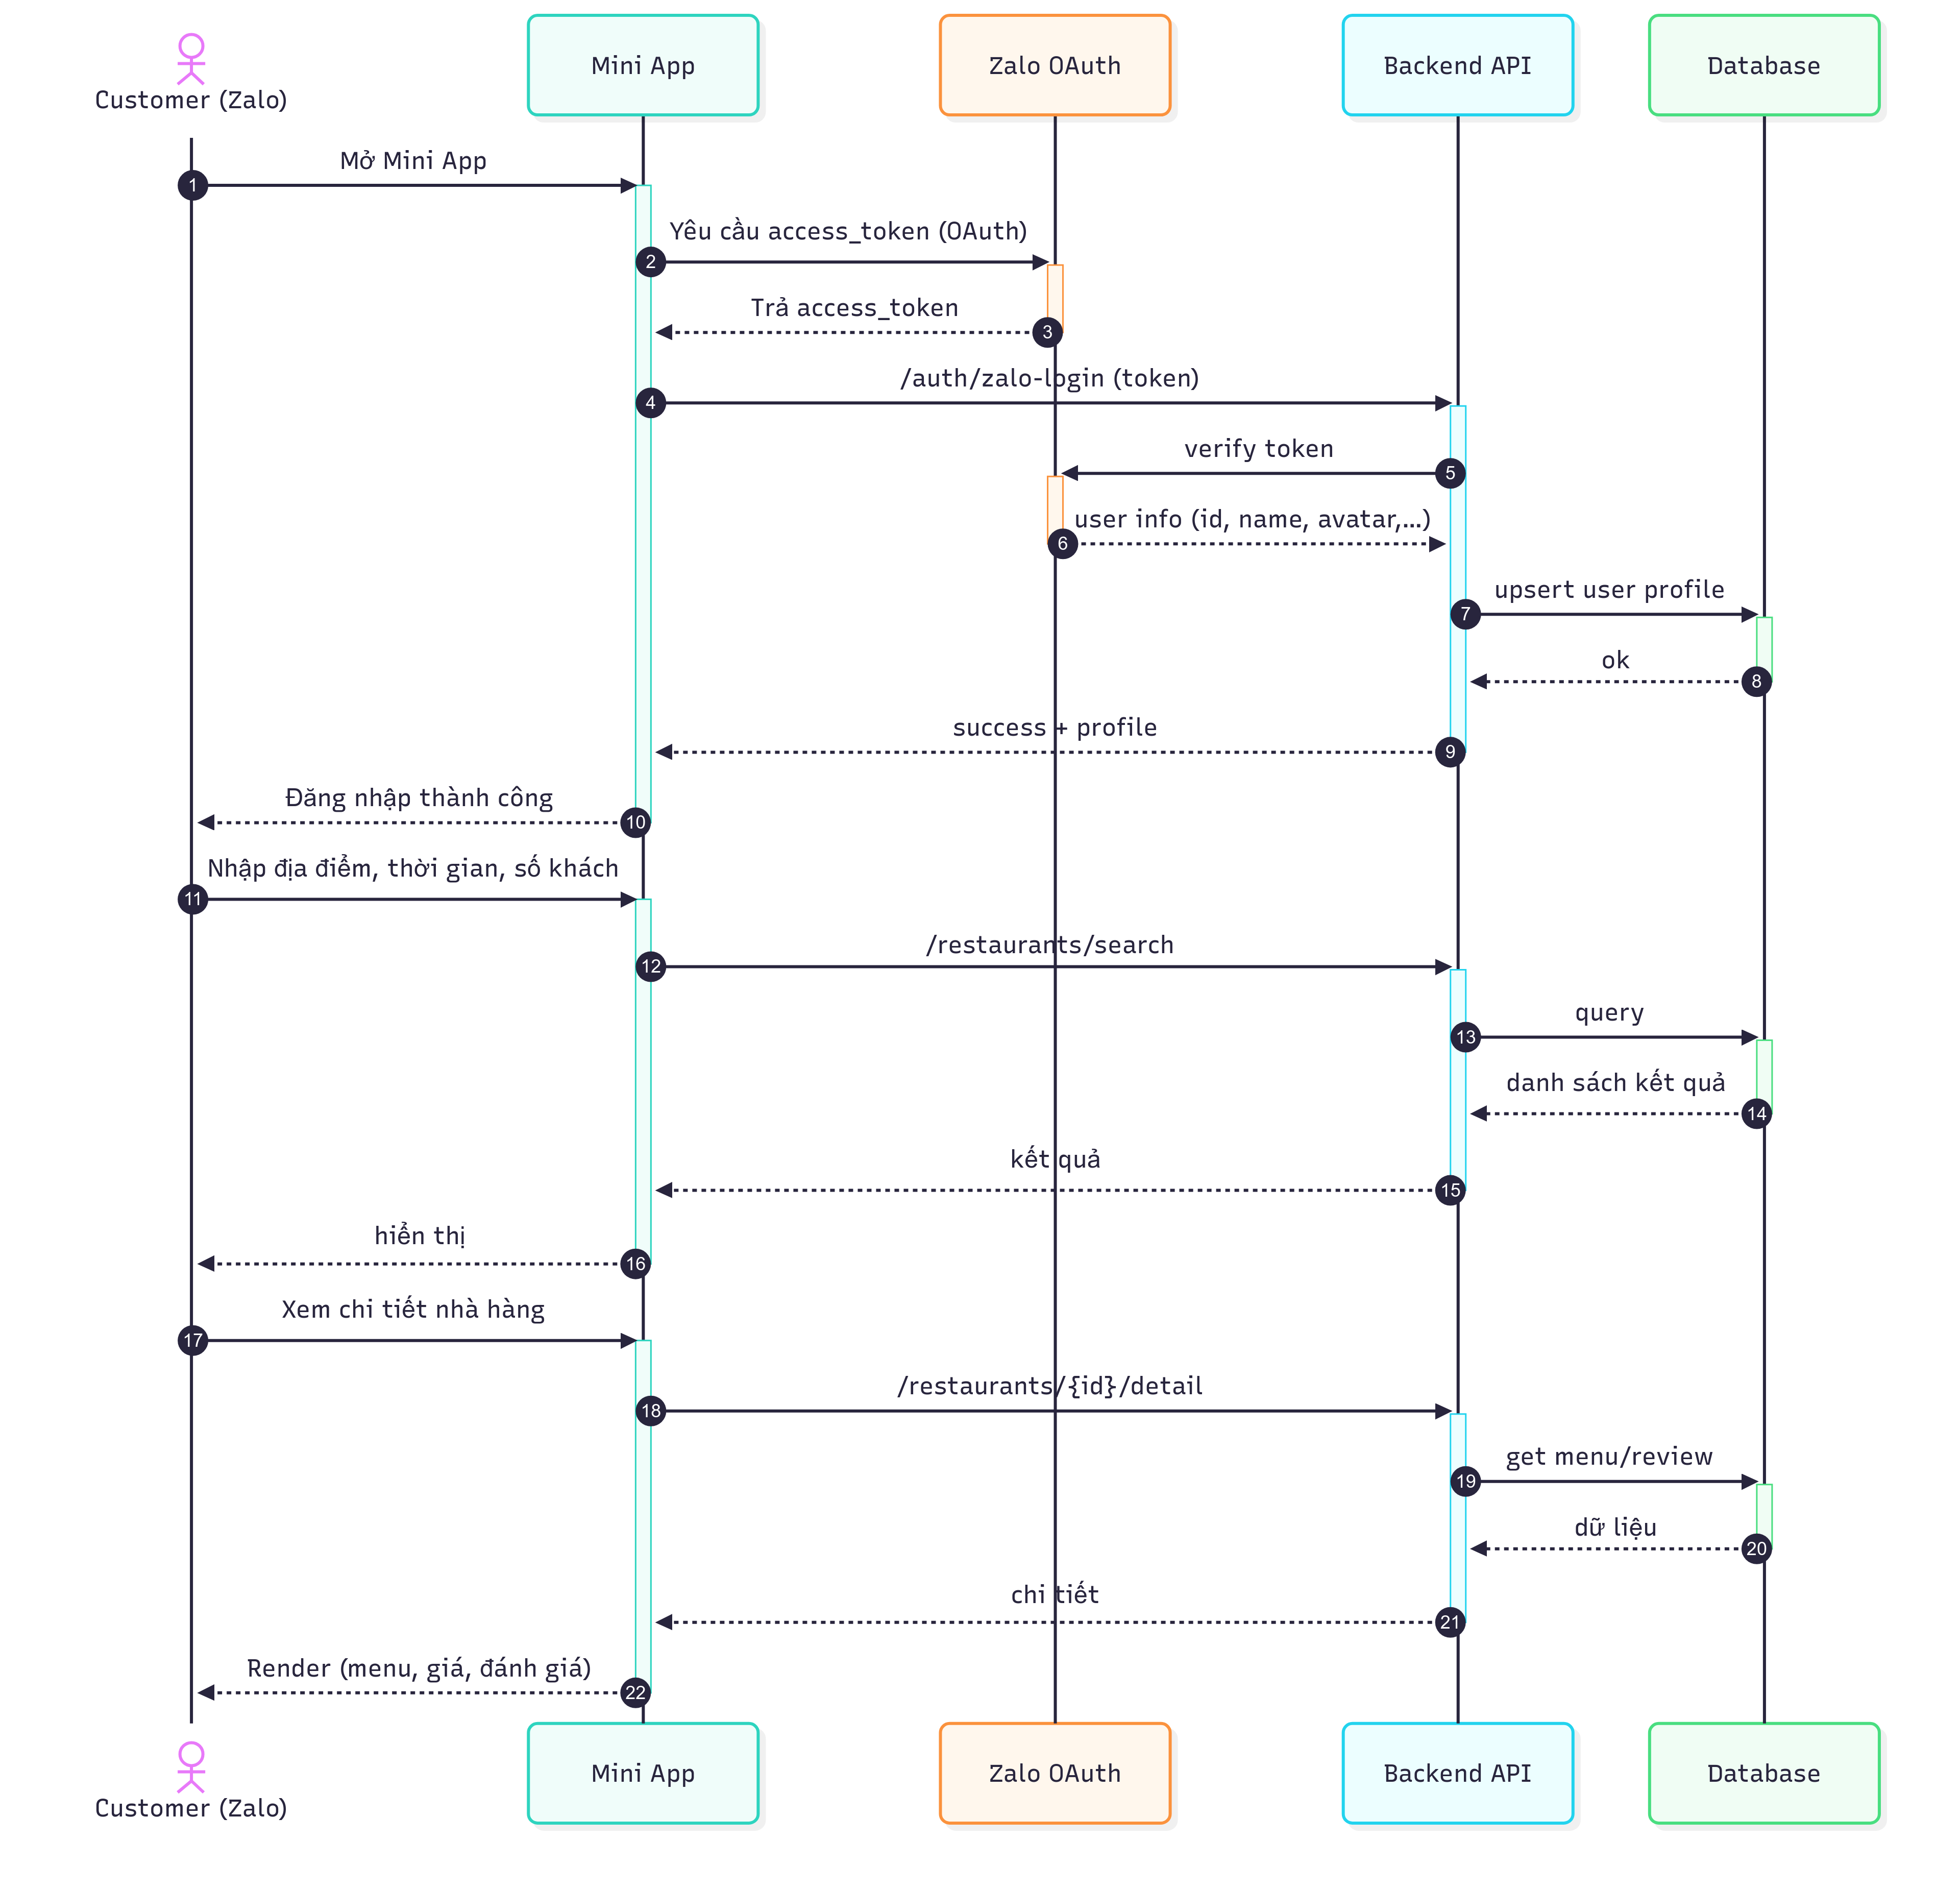 Customer (Zalo)
Mini App
Zalo OAuth
Backend API
Database
Mở Mini App
1
Yêu cầu access_token (OAuth)
2
Trả access_token
3
/auth/zalo-login (token)
4
verify token
5
user info (id, name, avatar,...)
6
upsert user profile
7
ok
8
success + profile
9
Đăng nhập thành công
10
Nhập địa điểm, thời gian, số khách
11
/restaurants/search
12
query
13
danh sách kết quả
14
kết quả
15
hiển thị
16
Xem chi tiết nhà hàng
17
/restaurants/{id}/detail
18
get menu/review
19
dữ liệu
20
chi tiết
21
Render (menu, giá, đánh giá)
22
Customer (Zalo)
Mini App
Zalo OAuth
Backend API
Database